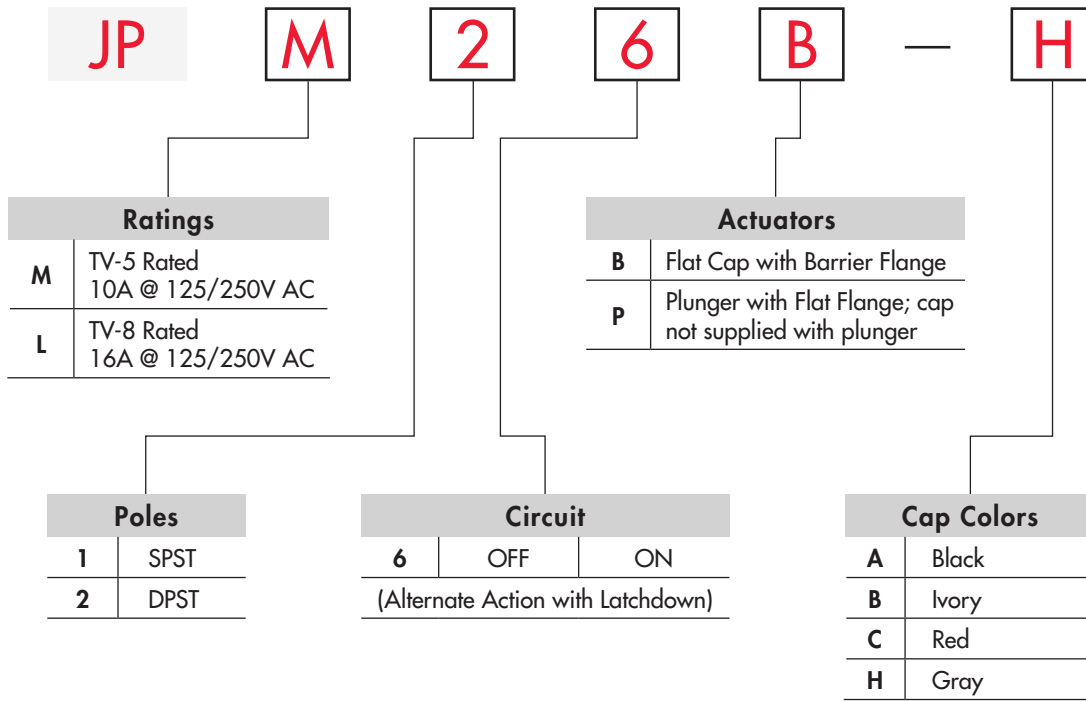 JP M 2 6 B — H
Ratings
M TV-5 Rated
10A @ 125/250V AC
L TV-8 Rated
16A @ 125/250V AC
Actuators
B Flat Cap with Barrier Flange
P Plunger with Flat Flange; cap
not supplied with plunger
Poles
1 SPST
2 DPST
Circuit
6 OFF ON
(Alternate Action with Latchdown)
Cap Colors
A Black
B Ivory
C Red
H Gray